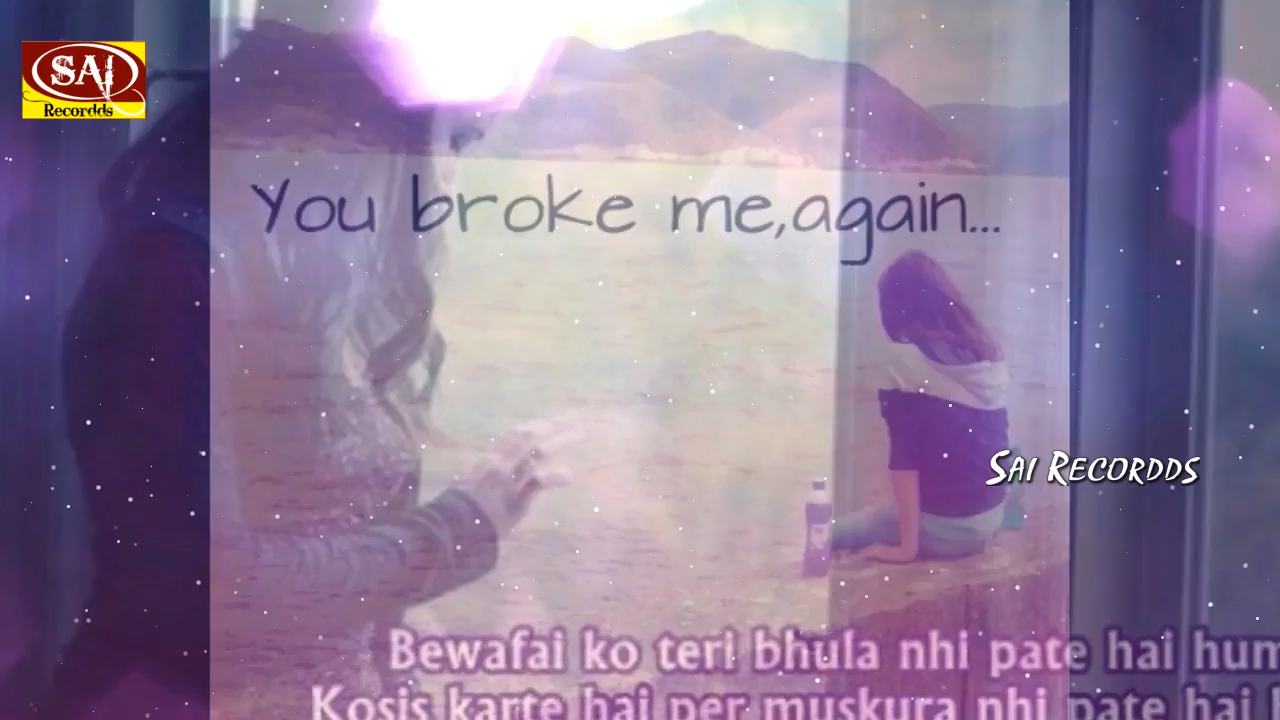 SAI
Recordds
You broke me,again...
SAI RECORDDS
Bewafai ko teri bhula nhi pate hai hum
Kosis karte hai per muskura nhi pate hai